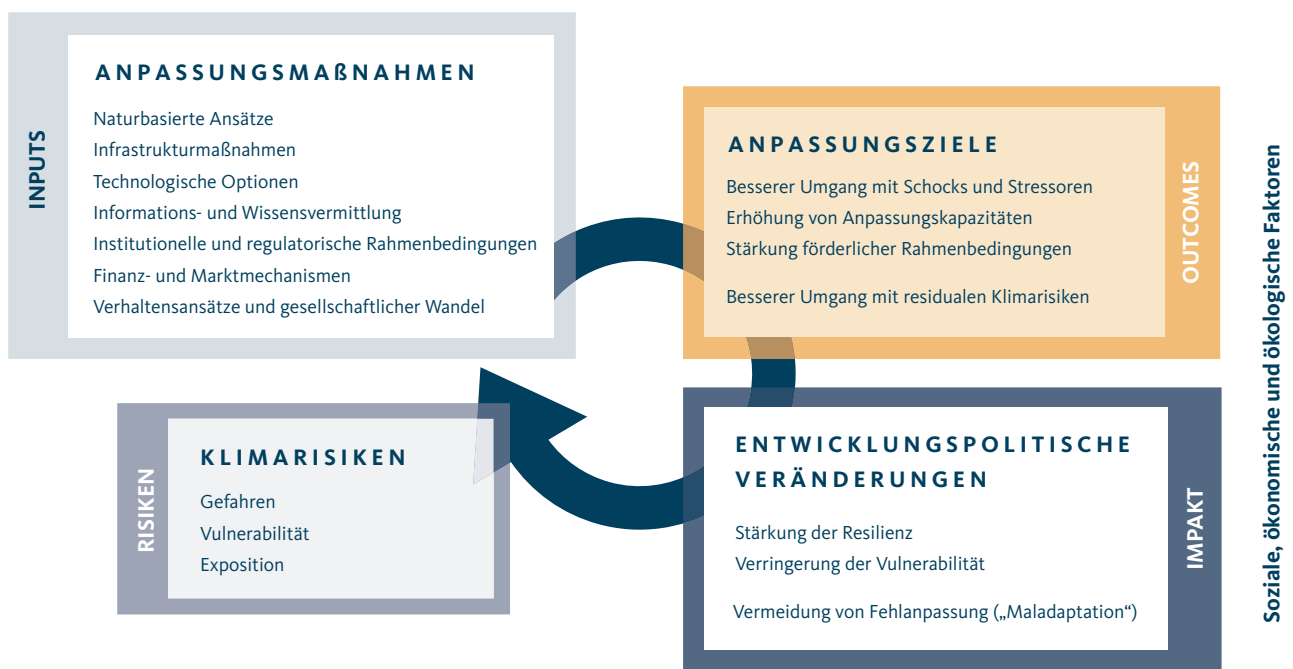 INPUTS
ANPASSUNGSMAßNAHMEN
Naturbasierte Ansätze
Infrastrukturmaßnahmen
Technologische Optionen
Informations- und Wissensvermittlung
Institutionelle und regulatorische Rahmenbedingungen
Finanz- und Marktmechanismen
Verhaltensansätze und gesellschaftlicher Wandel
ANPASSUNGSZIELE
Besserer Umgang mit Schocks und Stressoren
Erhöhung von Anpassungskapazitäten
Stärkung förderlicher Rahmenbedingungen
Besserer Umgang mit residualen Klimarisiken
OUTCOMES
RISIKEN
KLIMARISIKEN
Gefahren
Vulnerabilität
Exposition
ENTWICKLUNGSPOLITISCHE
VERÄNDERUNGEN
Stärkung der Resilienz
Verringerung der Vulnerabilität
Vermeidung von Fehlanpassung („Maladaptation“)
IMPAKT
Soziale, ökonomische und ökologische Faktoren